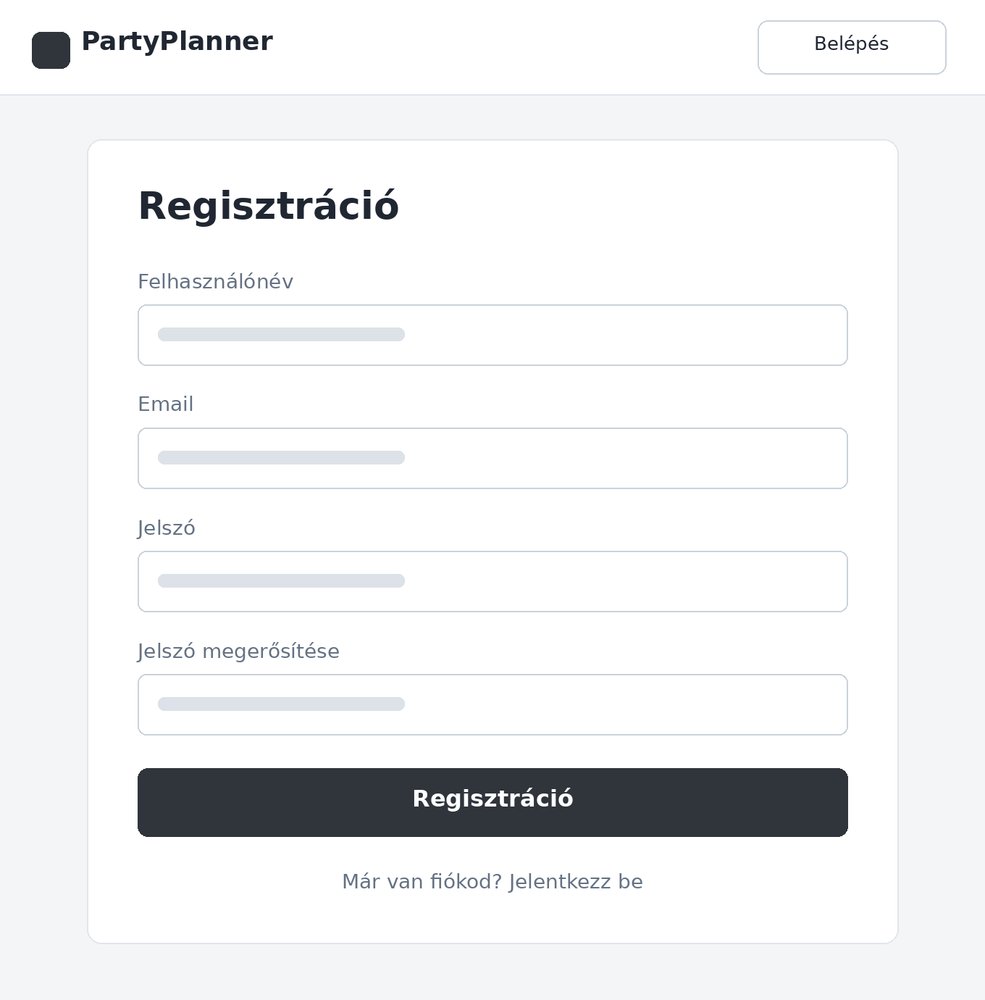 PartyPlanner
Belépés
Regisztráció
Felhasználónév
Email
Jelszó
Jelszó megerősítése
Regisztráció
Már van fiókod? Jelentkezz be